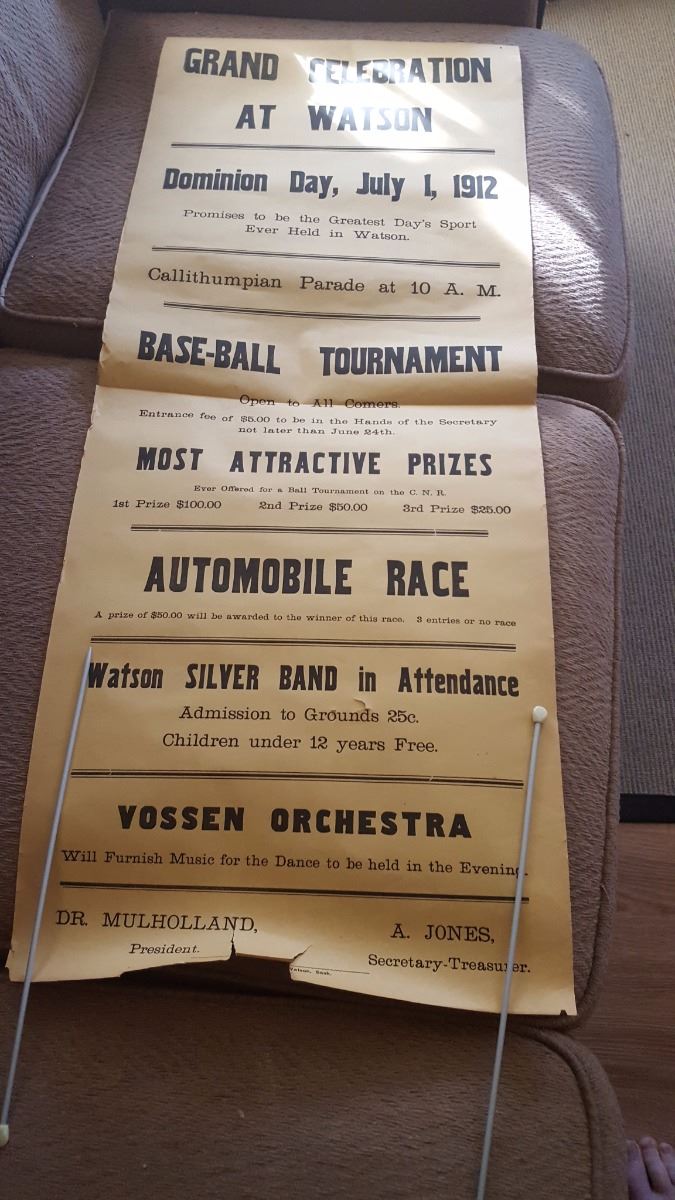 GRAND CELEBRATION
AT WATSON
Dominion Day, July 1, 1912
Promises to be the Greatest Day's Sport
Ever Held in Watson.
Callithumpian Parade at 10 A. M.
BASE-BALL TOURNAMENT
Open to All Comers.
Entrance fee of $5.00 to be in the Hands of the Secretary
not later than June 24th.
MOST ATTRACTIVE PRIZES
Ever Offered for a Ball Tournament on the C. N. R.
1st Prize $100.00 2nd Prize $50.00 3rd Prize $25.00
AUTOMOBILE RACE
A prize of $50.00 will be awarded to the winner of this race. 3 entries or no race
Watson SILVER BAND in Attendance
Admission to Grounds 25c.
Children under 12 years Free.
VOSSEN ORCHESTRA
Will Furnish Music for the Dance to be held in the Evening.
DR. MULHOLLAND,
President.
A. JONES,
Secretary-Treasurer.
Watson, Sask.